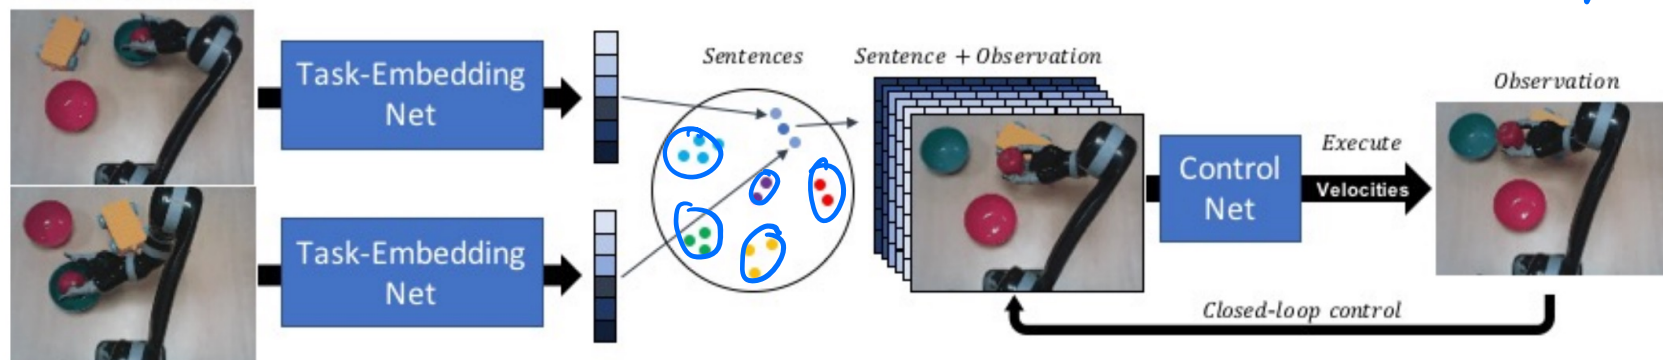 Task-Embedding
Net
Task-Embedding
Net
Sentences
Sentence + Observation
Control
Net
Execute
Velocities
Observation
Closed-loop control